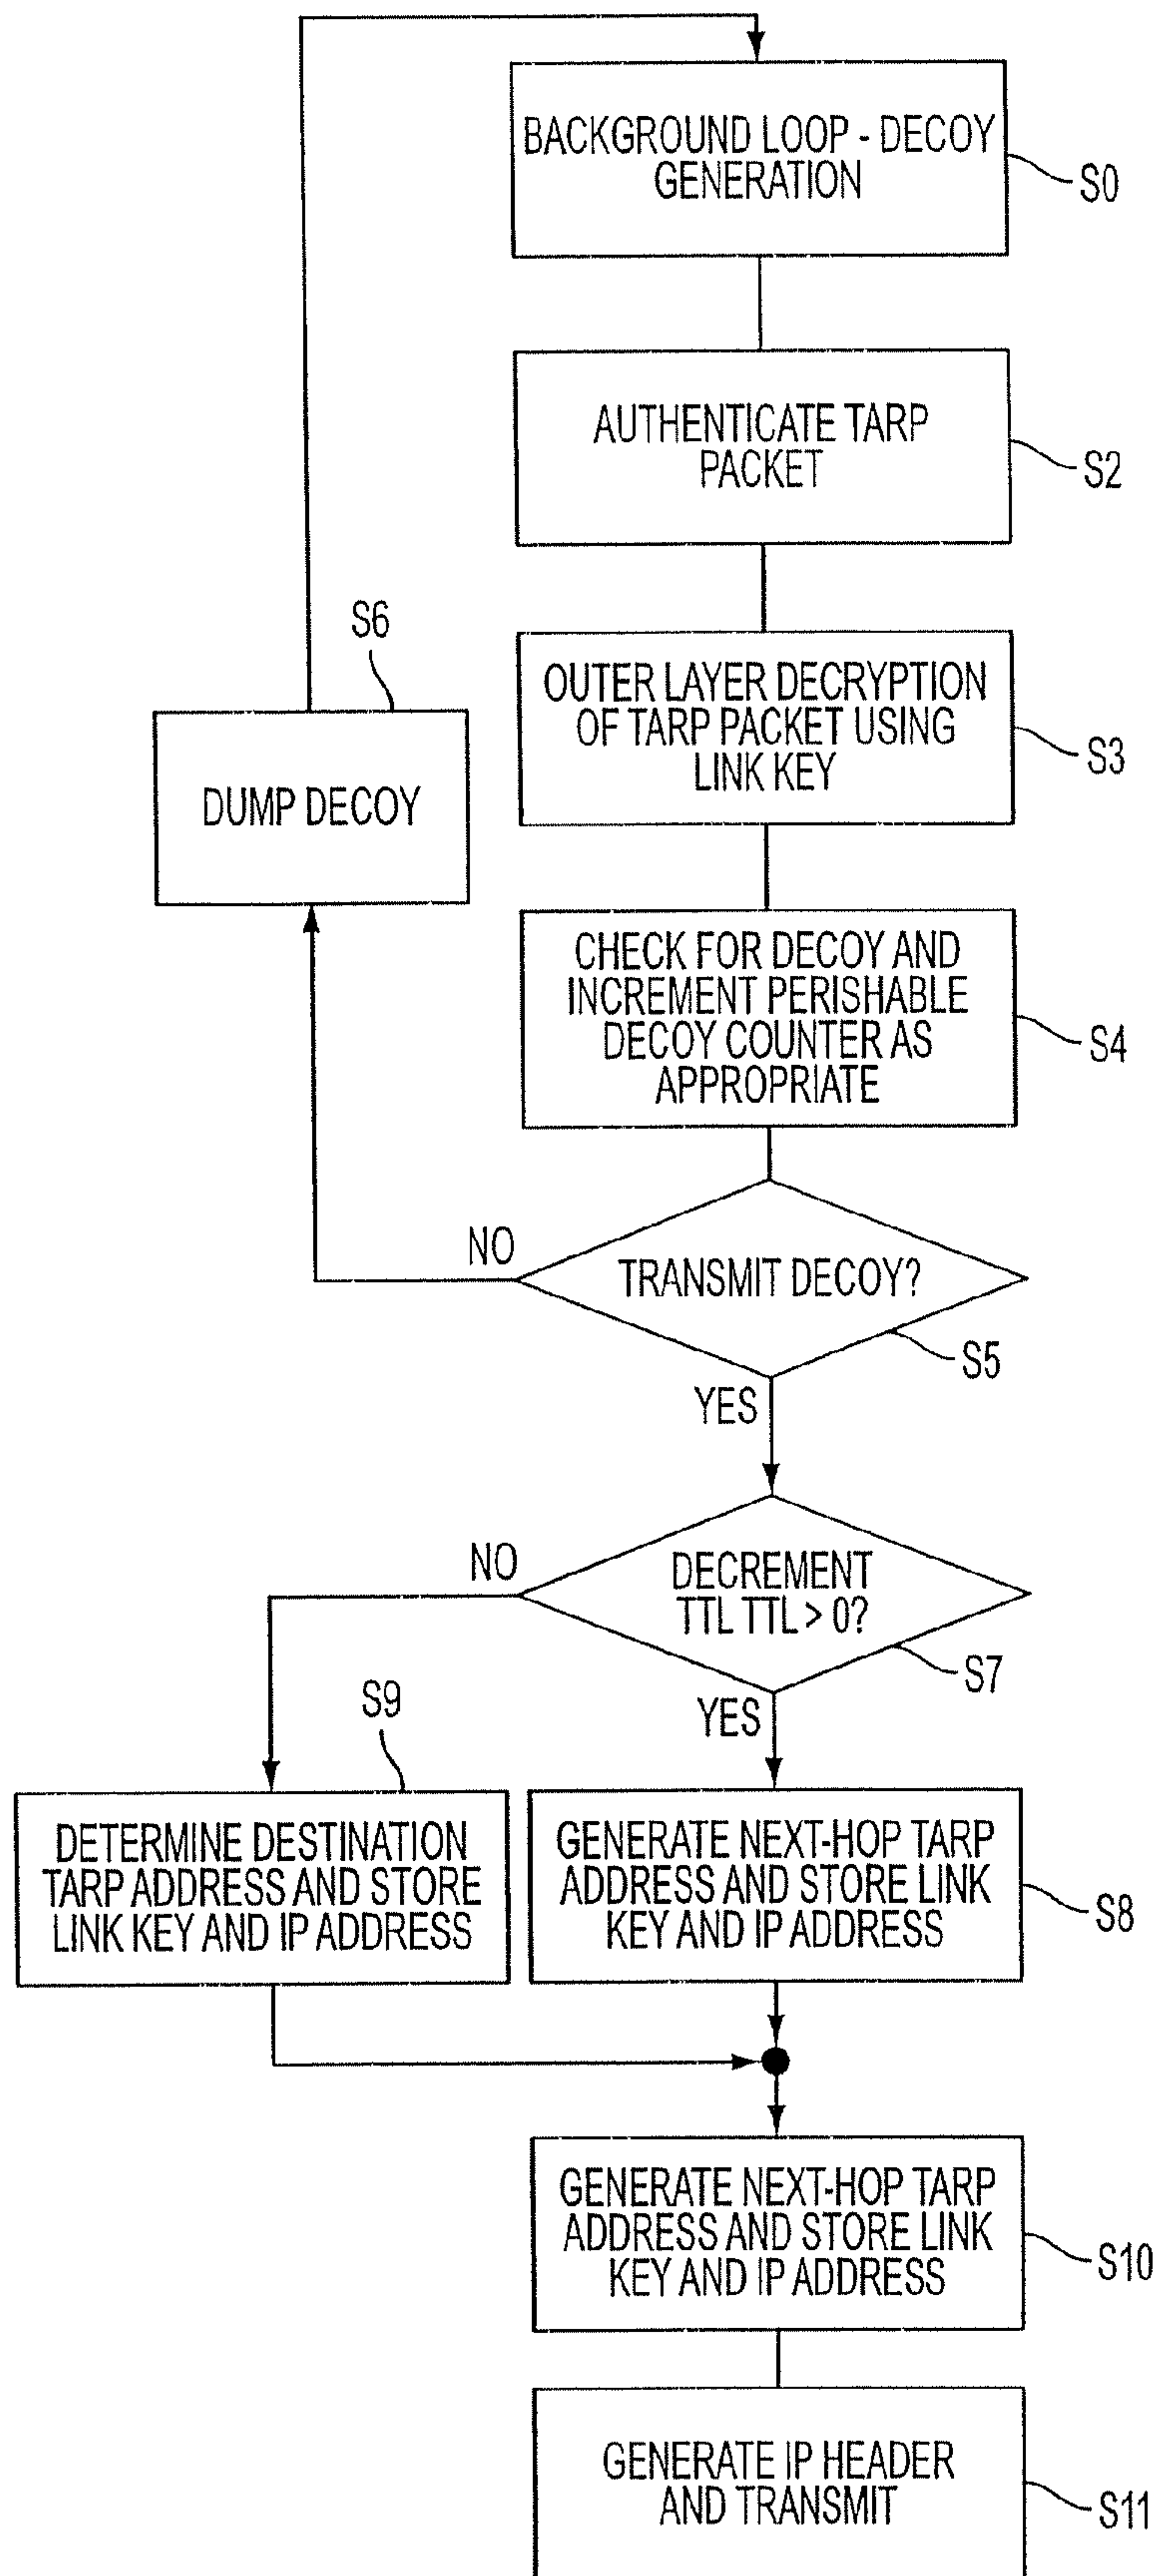 BACKGROUND LOOP - DECOY
GENERATION
S0
AUTHENTICATE TARP
PACKET
S2
S6
OUTER LAYER DECRYPTION
OF TARP PACKET USING
LINK KEY
S3
DUMP DECOY
CHECK FOR DECOY AND
INCREMENT PERISHABLE
DECOY COUNTER AS
APPROPRIATE
S4
NO
TRANSMIT DECOY?
S5
YES
NO
DECREMENT
TTL TTL > 0?
S7
YES
S9
DETERMINE DESTINATION
TARP ADDRESS AND STORE
LINK KEY AND IP ADDRESS
GENERATE NEXT-HOP TARP
ADDRESS AND STORE LINK
KEY AND IP ADDRESS
S8
GENERATE NEXT-HOP TARP
ADDRESS AND STORE LINK
KEY AND IP ADDRESS
S10
GENERATE IP HEADER
AND TRANSMIT
S11